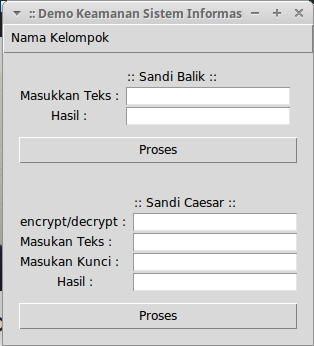 :: Demo Keamanan Sistem Informas
Nama Kelompok
:: Sandi Balik ::
Masukkan Teks :
Hasil :
Proses
:: Sandi Caesar ::
encrypt/decrypt :
Masukan Teks :
Masukan Kunci :
Hasil :
Proses